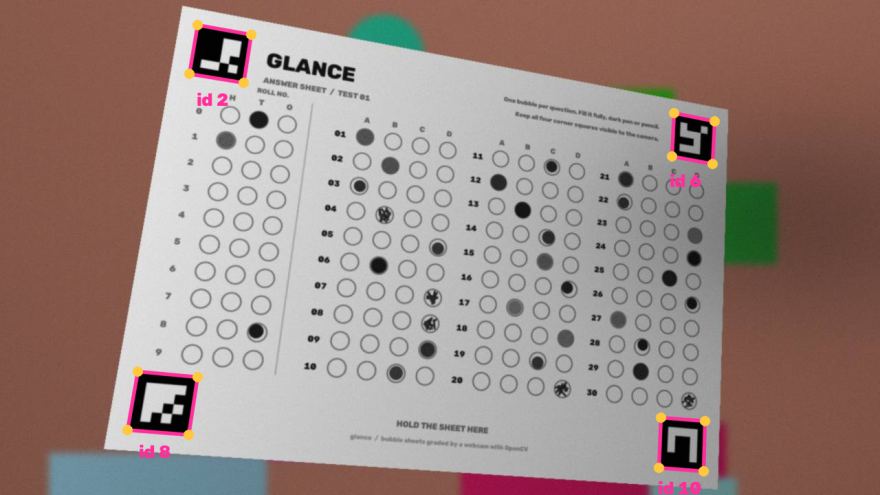 GLANCE
ANSWER SHEET / TEST 01
ROLL NO.
H T O
0
1
2
3
4
5
6
7
8
9
One bubble per question. Fill it fully, dark pen or pencil.
Keep all four corner squares visible to the camera.
A B C D
01
02
03
04
05
06
07
08
09
10
A B C D
11
12
13
14
15
16
17
18
19
20
A B C D
21
22
23
24
25
26
27
28
29
30
HOLD THE SHEET HERE
glance / bubble sheets graded by a webcam with OpenCV
id 2
id 6
id 8
id 10